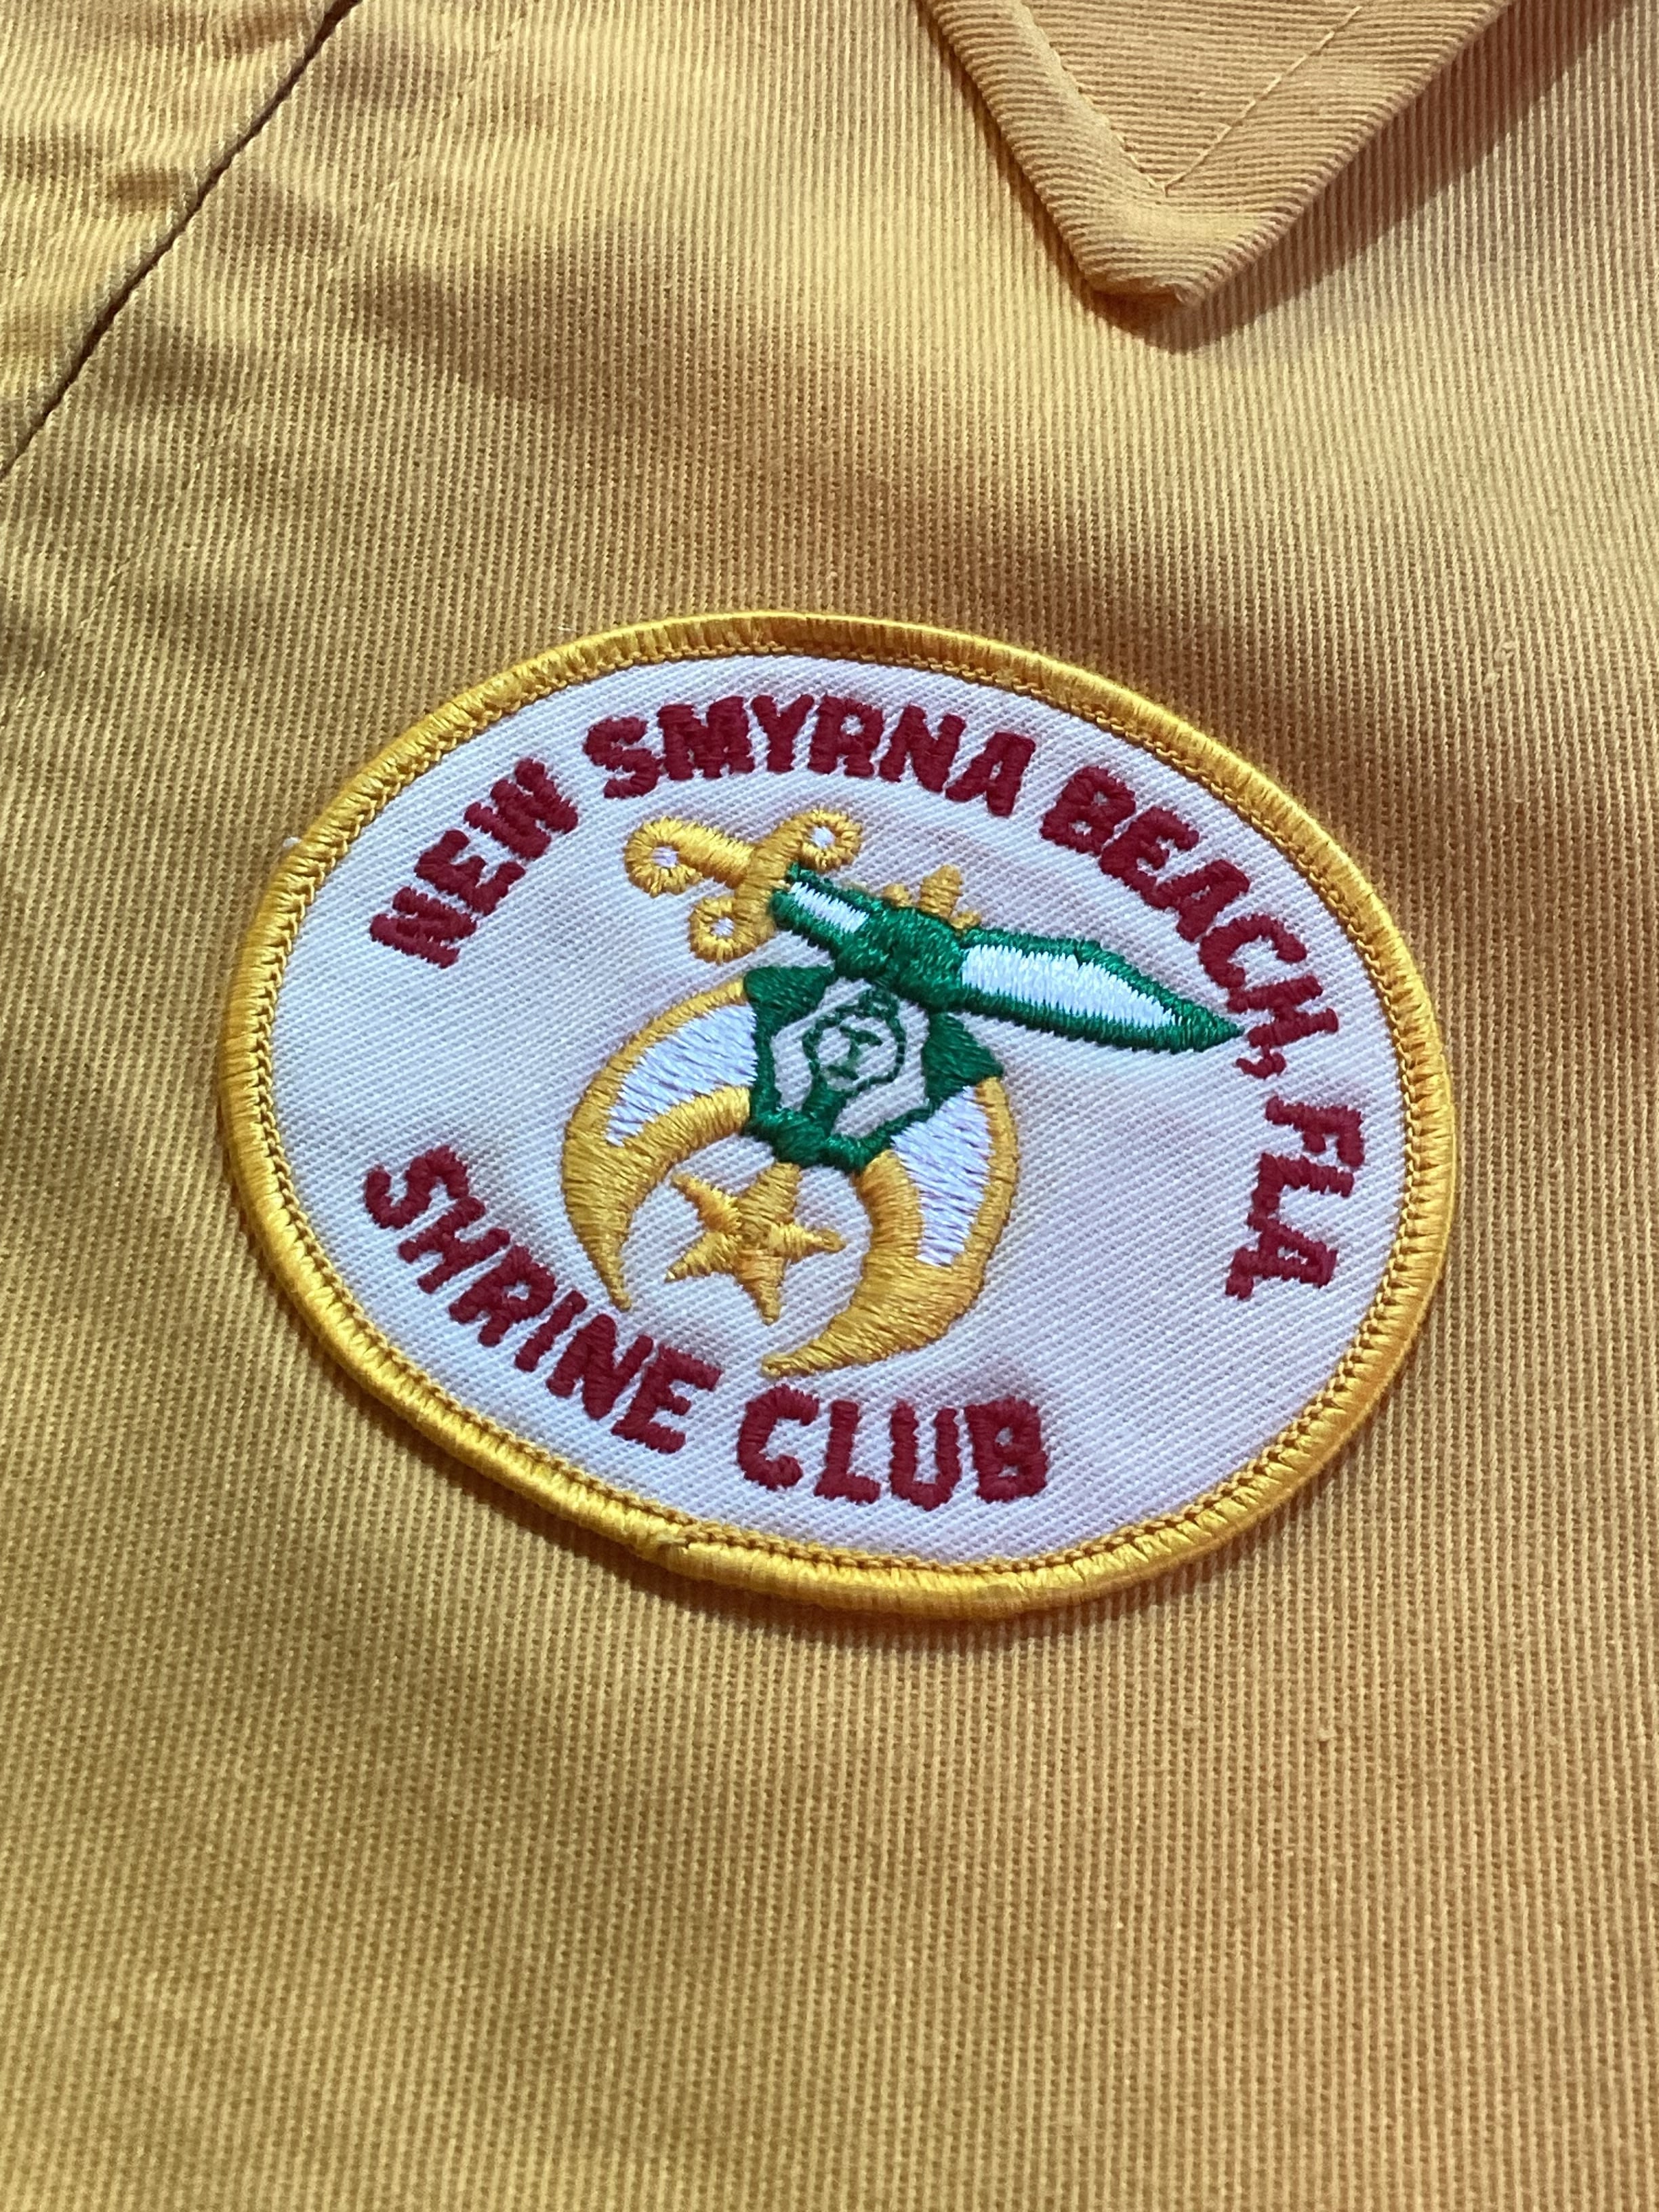 NEW SMYRNA BEACH, FLA
SHRINE CLUB